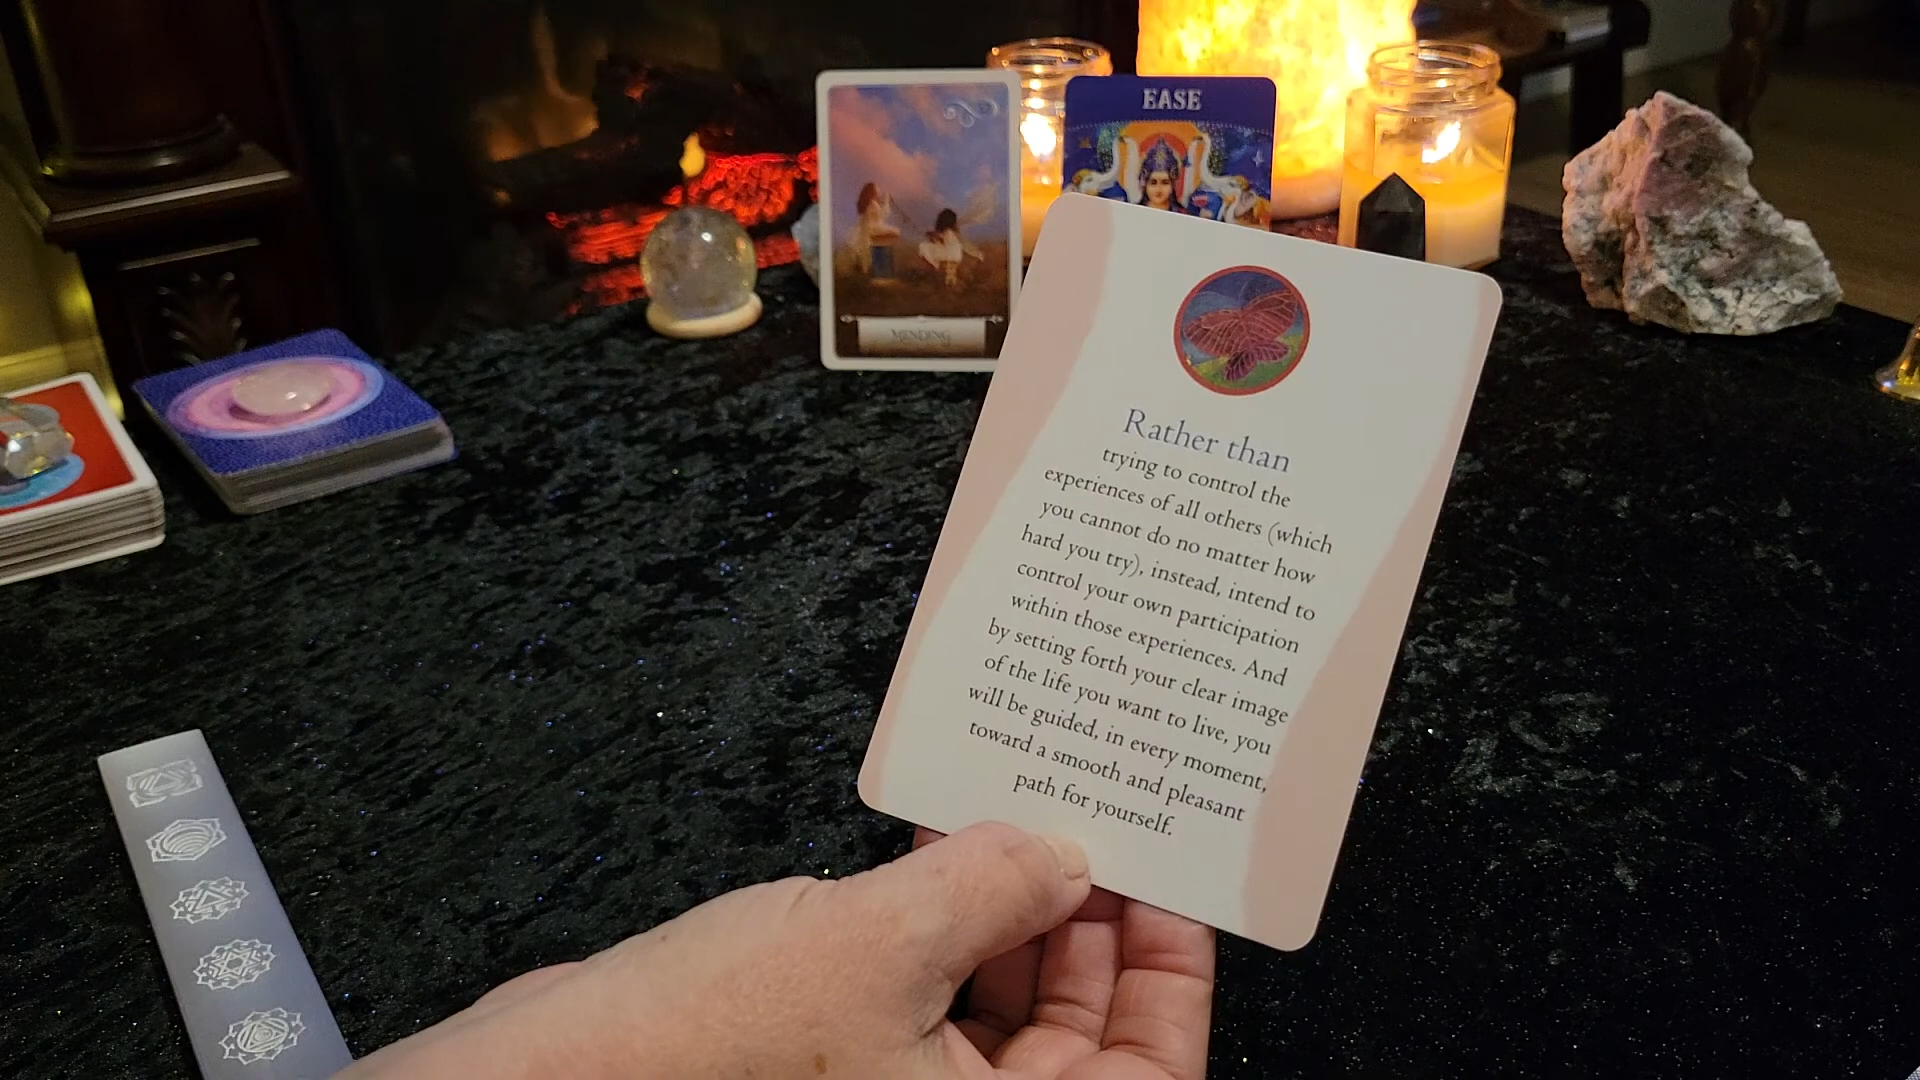 EASE
MENDING
Rather than
trying to control the
experiences of all others (which
you cannot do no matter how
hard you try), instead, intend to
control your own participation
within those experiences. And
by setting forth your clear image
of the life you want to live, you
will be guided, in every moment,
toward a smooth and pleasant
path for yourself.